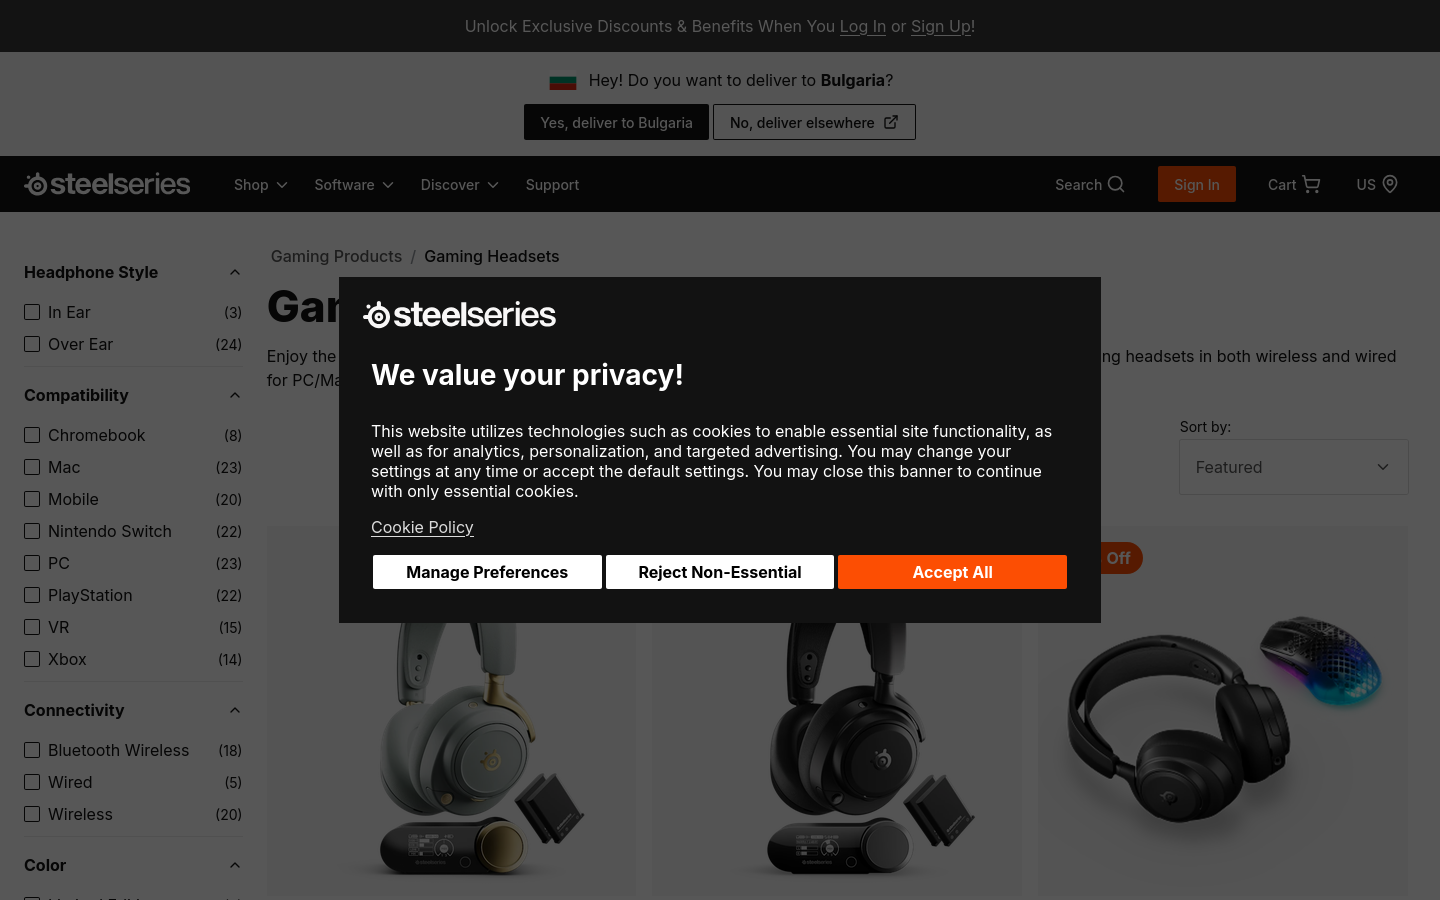 Unlock Exclusive Discounts & Benefits When You Log In or Sign Up!
Hey! Do you want to deliver to Bulgaria?
Yes, deliver to Bulgaria
No, deliver elsewhere
steelseries
Shop
Software
Discover
Support
Search
Sign In
Cart
US
Headphone Style
In Ear (3)
Over Ear (24)
Compatibility
Chromebook (8)
Mac (23)
Mobile (20)
Nintendo Switch (22)
PC (23)
PlayStation (22)
VR (15)
Xbox (14)
Connectivity
Bluetooth Wireless (18)
Wired (5)
Wireless (20)
Color
Gaming Products / Gaming Headsets
Enjoy the
headsets in both wireless and wired
for
Sort by:
Featured
Off
steelseries
We value your privacy!
This website utilizes technologies such as cookies to enable essential site functionality, as
well as for analytics, personalization, and targeted advertising. You may change your
settings at any time or accept the default settings. You may close this banner to continue
with only essential cookies.
Cookie Policy
Manage Preferences
Reject Non-Essential
Accept All